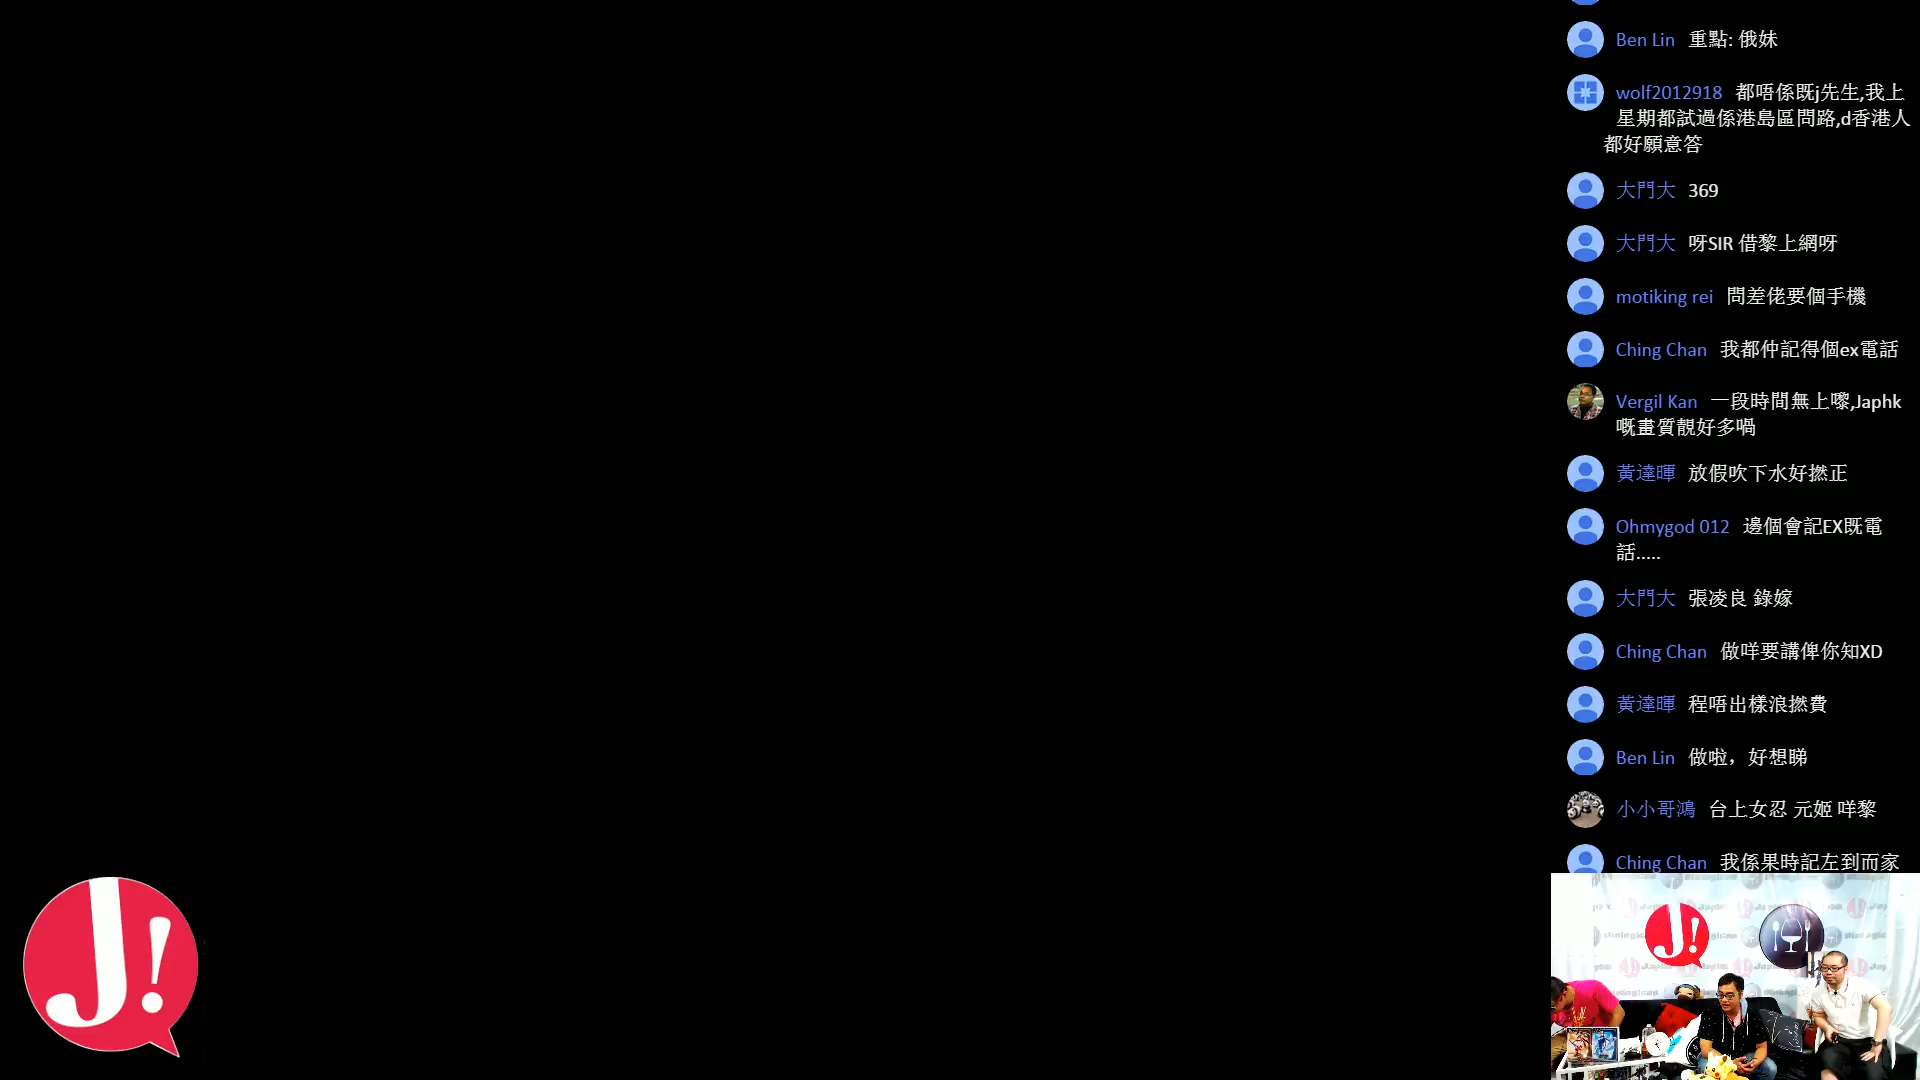 Ben Lin 重點: 俄妹
wolf2012918 都唔係既j先生,我上
星期都試過係港島區問路,d香港人
都好願意答
大門大 369
大門大 呀SIR 借黎上網呀
motiking rei 問差佬要個手機
Ching Chan 我都仲記得個ex電話
Vergil Kan 一段時間無上嚟,Japhk
嘅畫質靚好多喎
黃達暉 放假吹下水好撚正
Ohmygod 012 邊個會記EX既電
話.....
大門大 張凌良 錄嫁
Ching Chan 做咩要講俾你知XD
黃達暉 程唔出樣浪撚費
Ben Lin 做啦，好想睇
小小哥鴻 台上女忍 元姬 咩黎
Ching Chan 我係果時記左到而家
J!
J!